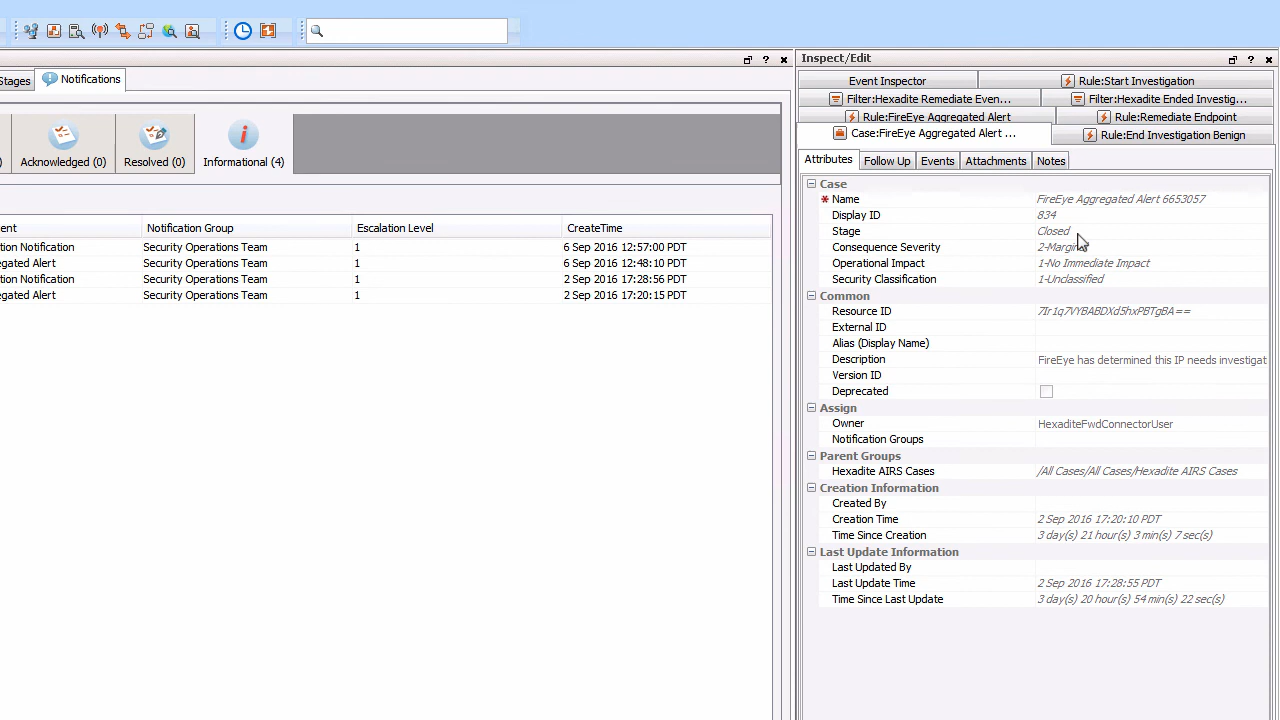 Inspect/Edit
Stages
Notifications
Event Inspector
Rule:Start Investigation
Filter:Hexadite Remediate Even...
Filter:Hexadite Ended Investig...
Rule:FireEye Aggregated Alert
Rule:Remediate Endpoint
Case:FireEye Aggregated Alert ...
Rule:End Investigation Benign
)
Acknowledged (0)
Resolved (0)
Informational (4)
Attributes
Follow Up
Events
Attachments
Notes
ent
Notification Group
Escalation Level
CreateTime
ion Notification
Security Operations Team
1
6 Sep 2016 12:57:00 PDT
egated Alert
Security Operations Team
1
6 Sep 2016 12:48:10 PDT
ion Notification
Security Operations Team
1
2 Sep 2016 17:28:56 PDT
egated Alert
Security Operations Team
1
2 Sep 2016 17:20:15 PDT
Case
* Name FireEye Aggregated Alert 6653057
Display ID 834
Stage Closed
Consequence Severity
Operational Impact 1-No Immediate Impact
Security Classification 1-Unclassified
Common
Resource ID 7Ir1q7VYBABDXd5hxPBTgBA==
External ID
Alias (Display Name)
Description FireEye has determined this IP needs investigat
Version ID
Deprecated
Assign
Owner HexaditeFwdConnectorUser
Notification Groups
Parent Groups
Hexadite AIRS Cases /All Cases/All Cases/Hexadite AIRS Cases
Creation Information
Created By
Creation Time 2 Sep 2016 17:20:10 PDT
Time Since Creation 3 day(s) 21 hour(s) 3 min(s) 7 sec(s)
Last Update Information
Last Updated By
Last Update Time 2 Sep 2016 17:28:55 PDT
Time Since Last Update 3 day(s) 20 hour(s) 54 min(s) 22 sec(s)